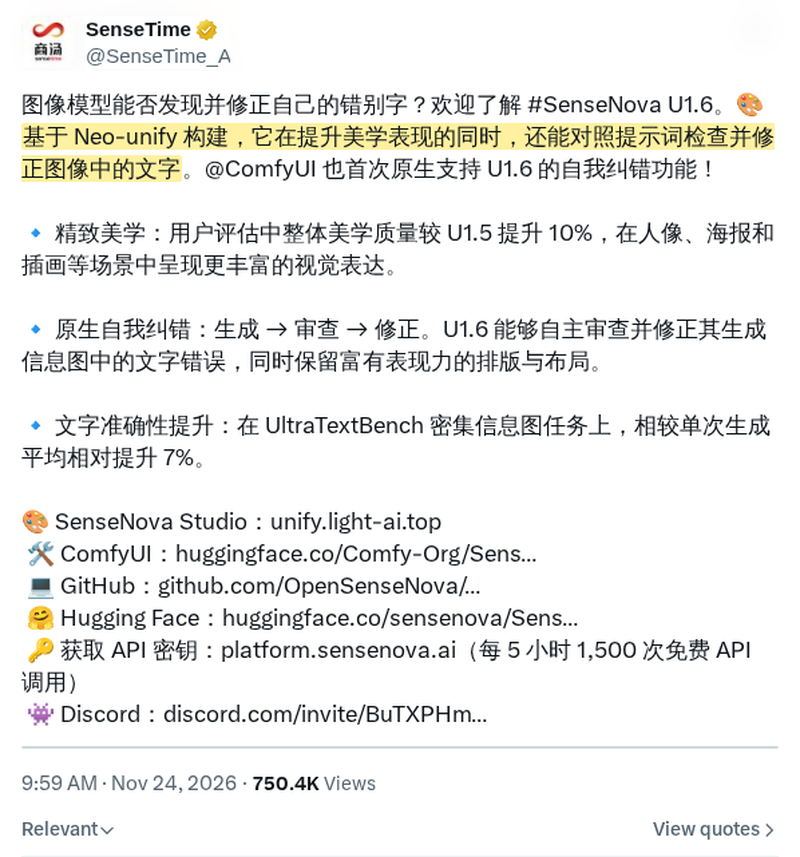 SenseTime
商汤
sensetime
@SenseTime_A
图像模型能否发现并修正自己的错别字？欢迎了解 #SenseNova U1.6。🎨
基于 Neo-unify 构建，它在提升美学表现的同时，还能对照提示词检查并修
正图像中的文字。@ComfyUI 也首次原生支持 U1.6 的自我纠错功能！
🔹 精致美学：用户评估中整体美学质量较 U1.5 提升 10%，在人像、海报和
插画等场景中呈现更丰富的视觉表达。
🔹 原生自我纠错：生成 → 审查 → 修正。U1.6 能够自主审查并修正其生成
信息图中的文字错误，同时保留富有表现力的排版与布局。
🔹 文字准确性提升：在 UltraTextBench 密集信息图任务上，相较单次生成
平均相对提升 7%。
🎨 SenseNova Studio：unify.light-ai.top
🛠️ ComfyUI：huggingface.co/Comfy-Org/Sens...
💻 GitHub：github.com/OpenSenseNova/...
🤗 Hugging Face：huggingface.co/sensenova/Sens...
🔑 获取 API 密钥：platform.sensenova.ai（每 5 小时 1,500 次免费 API
调用）
👾 Discord：discord.com/invite/BuTXPHm...
9:59 AM · Nov 24, 2026 · 750.4K Views
Relevant
View quotes